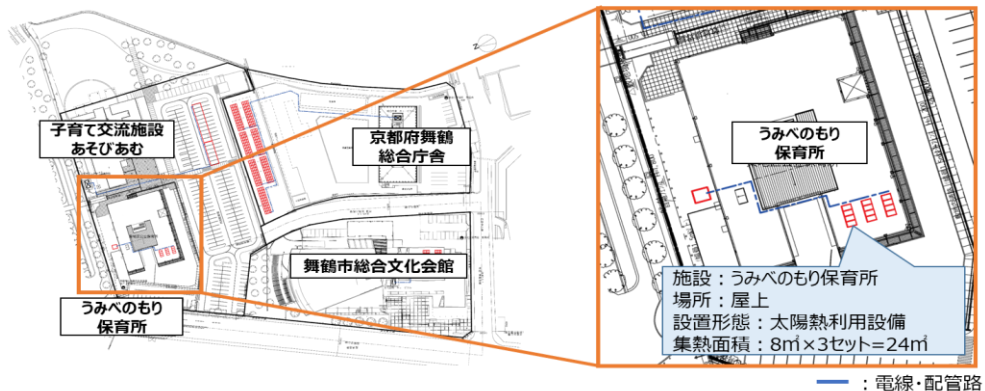 子育て交流施設
あそびあむ
京都府舞鶴
総合庁舎
舞鶴市総合文化会館
うみべのもり
保育所
うみべのもり
保育所
施設：うみべのもり保育所
場所：屋上
設置形態：太陽熱利用設備
集熱面積：8㎡×3セット=24㎡
：電線・配管路